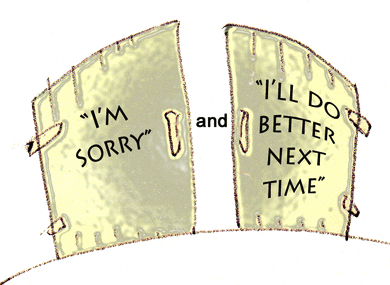 "I'M
SORRY"
and
"I'LL DO
BETTER
NEXT
TIME"